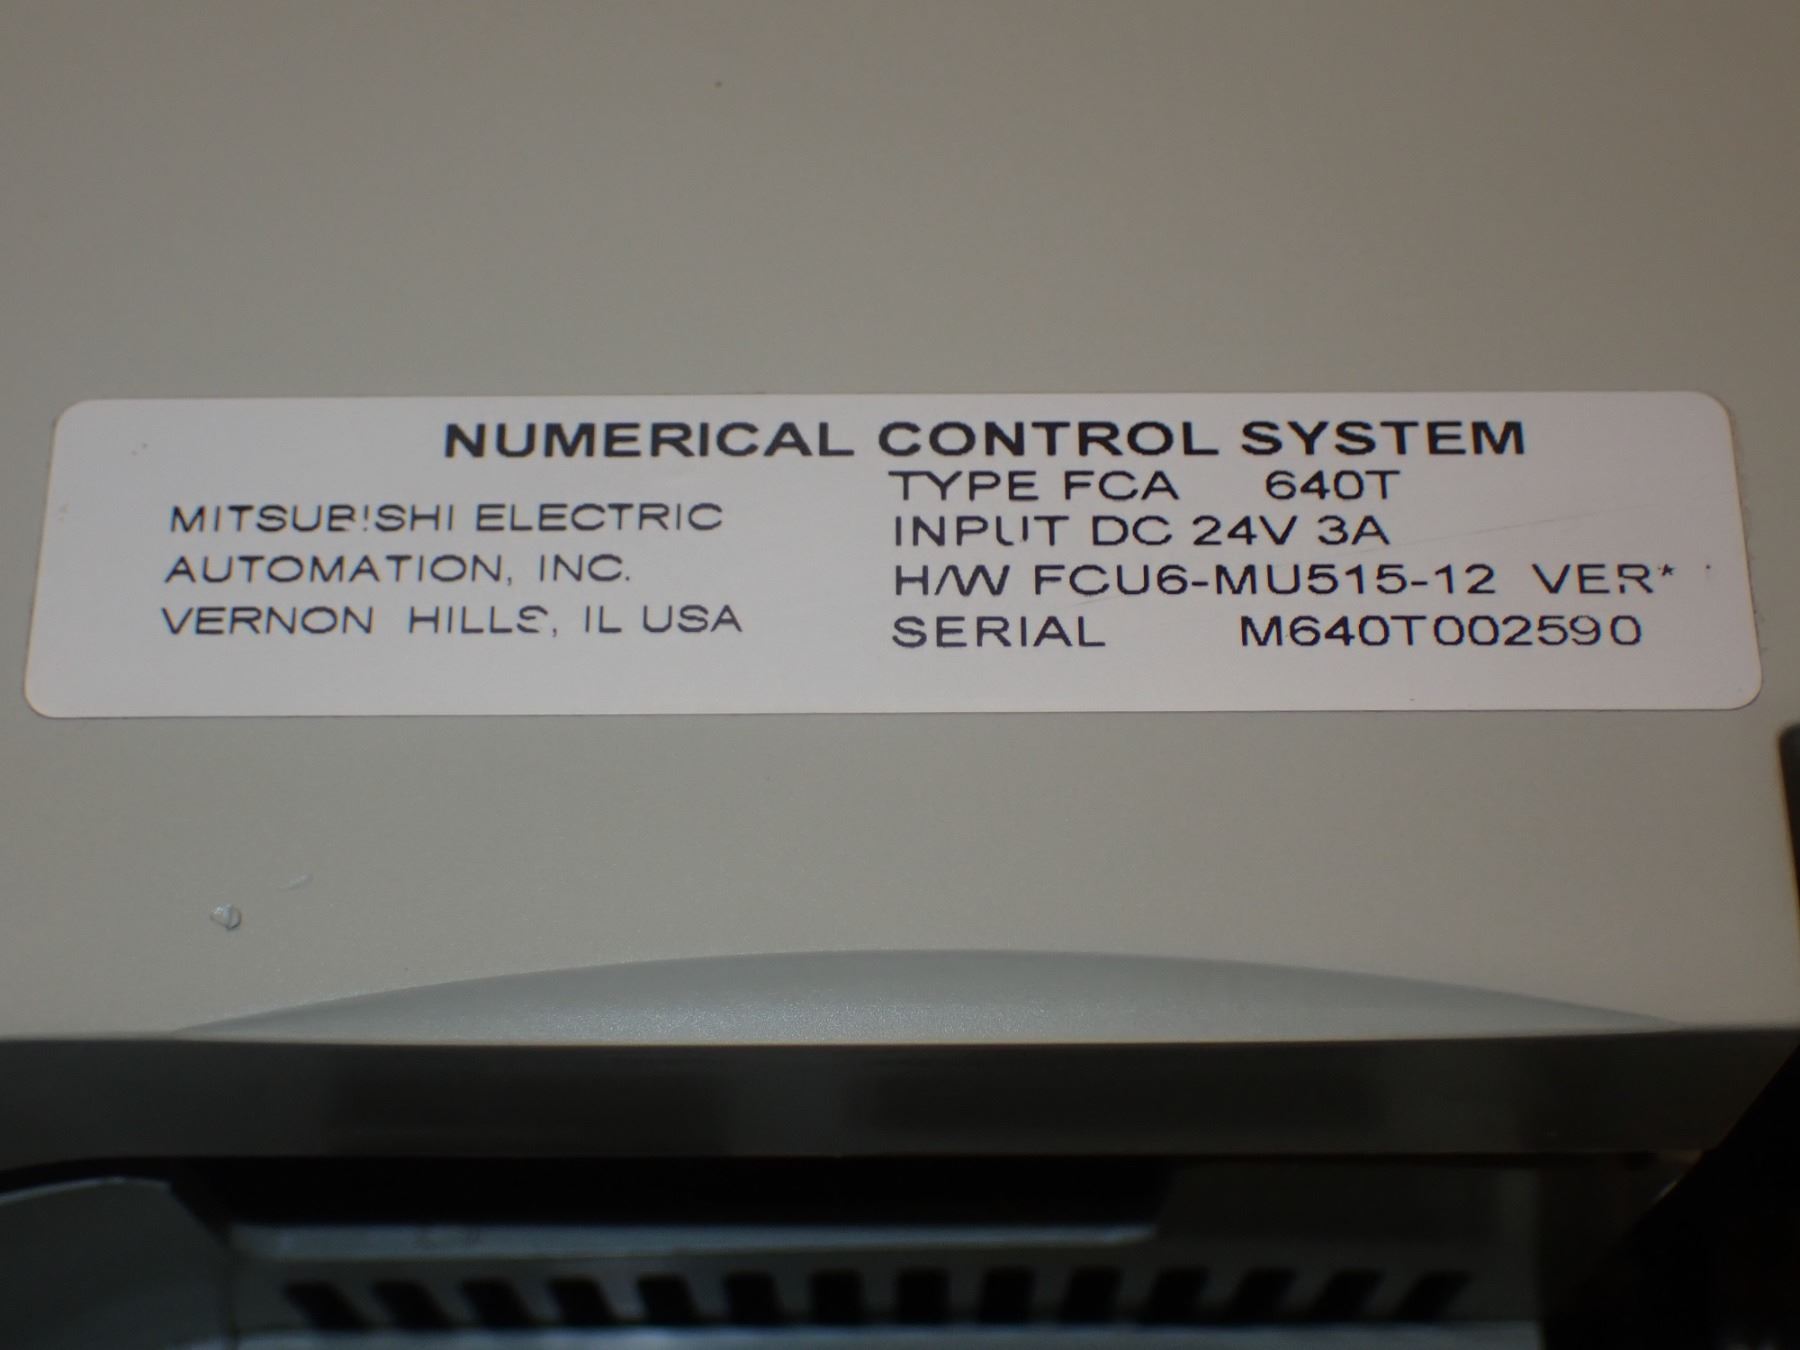 NUMERICAL CONTROL SYSTEM
MITSUBISHI ELECTRIC
AUTOMATION, INC.
VERNON HILLS, IL USA
TYPE FCA 640T
INPUT DC 24V 3A
H/W FCU6-MU515-12 VER*
SERIAL M640T002590